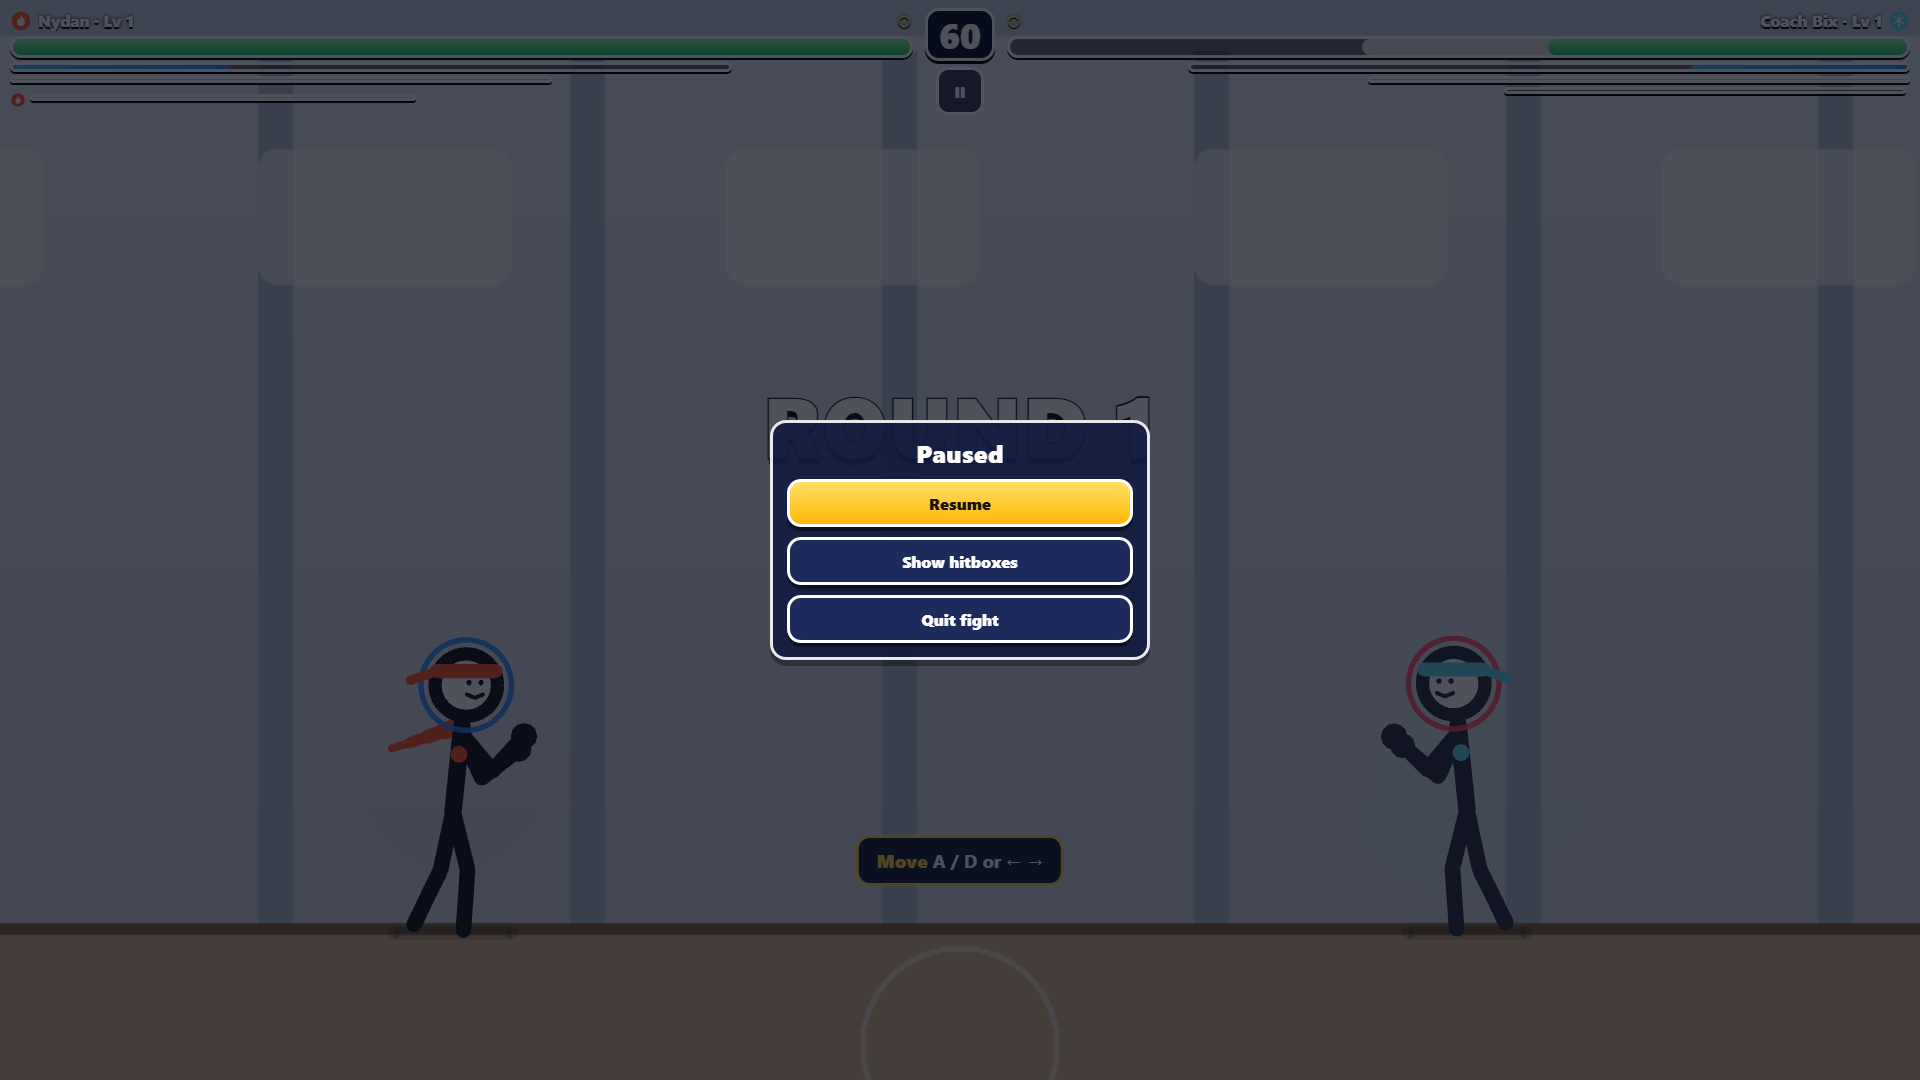 Nydan · Lv 1
60
Coach Bix · Lv 1
ROUND 1
Paused
Resume
Show hitboxes
Quit fight
Move A / D or ← →